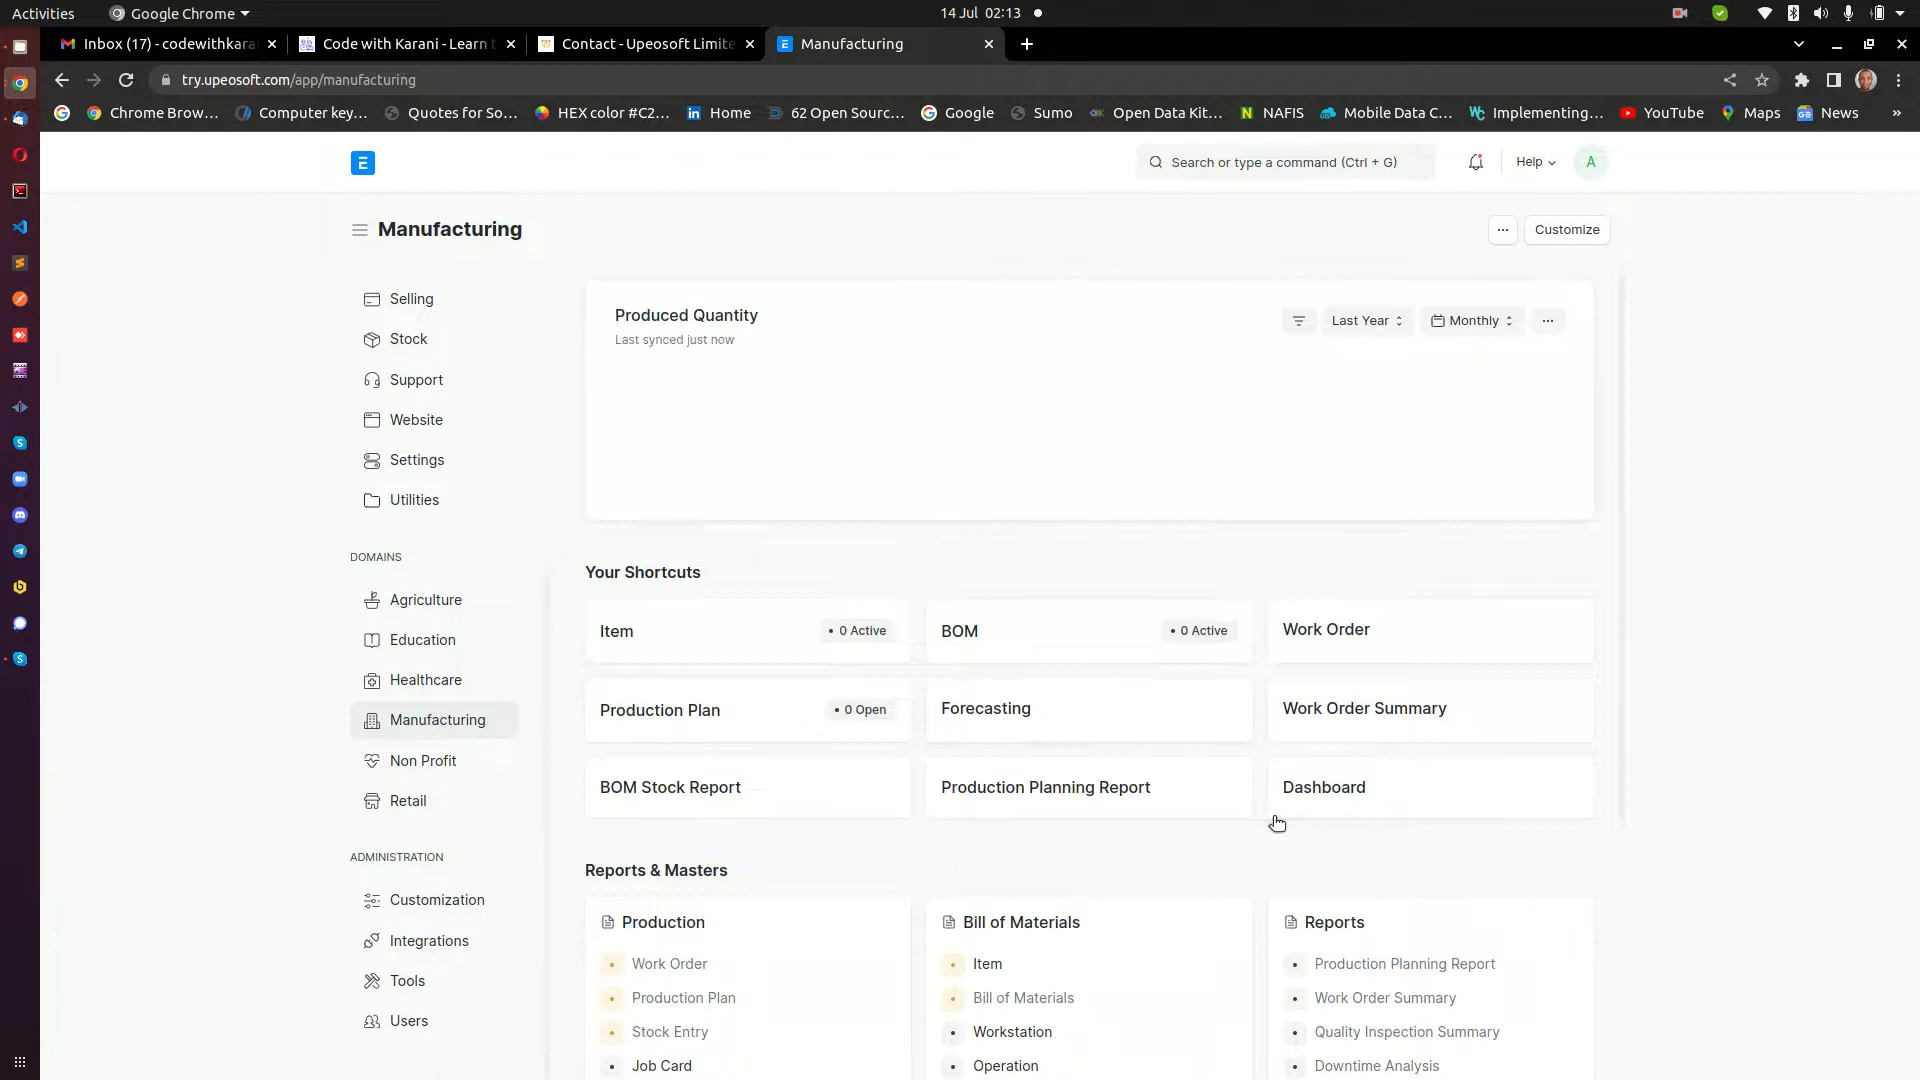 Activities
Google Chrome
14 Jul 02:13
Inbox (17) - codewithkara
Code with Karani - Learn t
Contact - Upeosoft Limite
Manufacturing
try.upeosoft.com/app/manufacturing
Chrome Brow...
Computer key...
Quotes for So...
HEX color #C2...
Home
62 Open Sourc...
Google
Sumo
Open Data Kit...
NAFIS
Mobile Data C...
Implementing...
YouTube
Maps
News
»
E
Search or type a command (Ctrl + G)
Help
A
Manufacturing
...
Customize
Selling
Stock
Support
Website
Settings
Utilities
DOMAINS
Agriculture
Education
Healthcare
Manufacturing
Non Profit
Retail
ADMINISTRATION
Customization
Integrations
Tools
Users
Produced Quantity
Last synced just now
Last Year
Monthly
...
Your Shortcuts
Item
• 0 Active
BOM
• 0 Active
Work Order
Production Plan
• 0 Open
Forecasting
Work Order Summary
BOM Stock Report
Production Planning Report
Dashboard
Reports & Masters
Production
Work Order
Production Plan
Stock Entry
Job Card
Bill of Materials
Item
Bill of Materials
Workstation
Operation
Reports
Production Planning Report
Work Order Summary
Quality Inspection Summary
Downtime Analysis